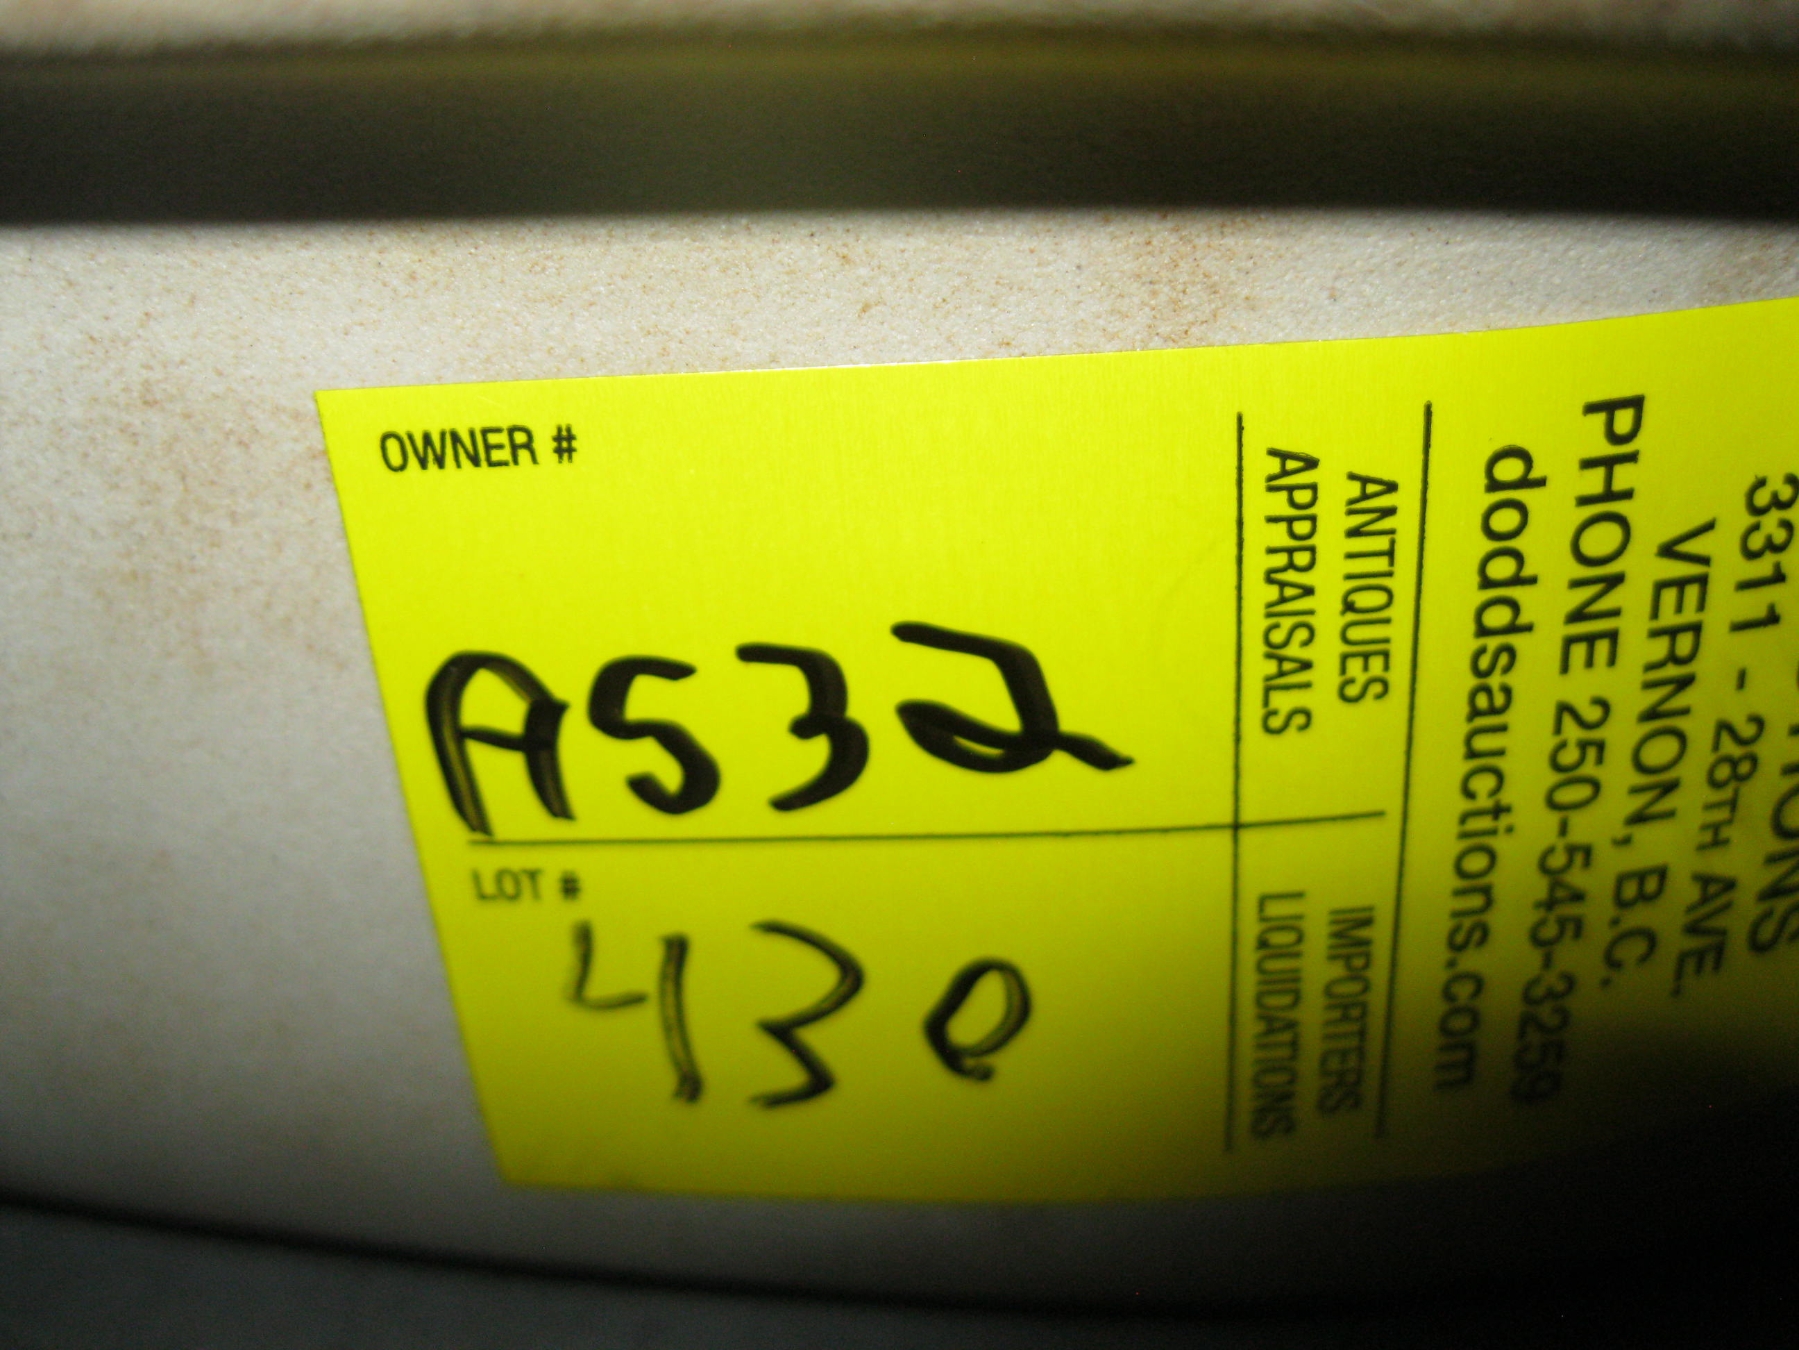 OWNER #
A532
LOT #
430
3311 - 28TH AVE.
VERNON, B.C.
PHONE 250-545-3259
doddsauctions.com
ANTIQUES
APPRAISALS
IMPORTERS
LIQUIDATIONS